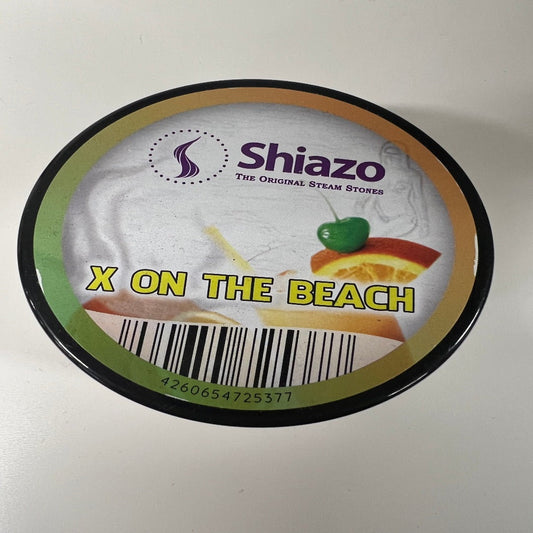 Shiazo
THE ORIGINAL STEAM STONES
X ON THE BEACH
4260654725377